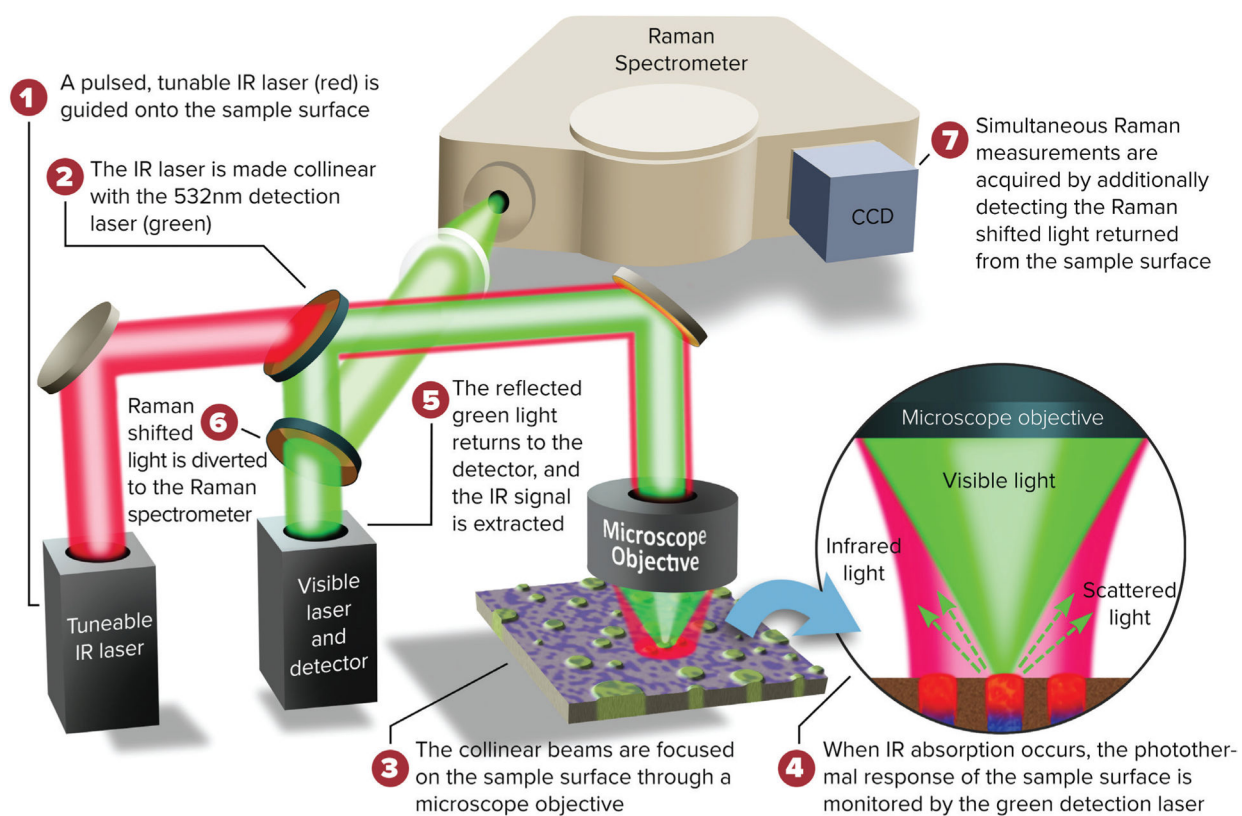 Raman
Spectrometer
1
A pulsed, tunable IR laser (red) is
guided onto the sample surface
2
The IR laser is made collinear
with the 532nm detection
laser (green)
7
Simultaneous Raman
measurements are
acquired by additionally
detecting the Raman
shifted light returned
from the sample surface
CCD
6
Raman
shifted
light is diverted
to the Raman
spectrometer
5
The reflected
green light
returns to the
detector, and
the IR signal
is extracted
Tuneable
IR laser
Visible
laser
and
detector
Microscope
Objective
Microscope objective
Visible light
Infrared
light
Scattered
light
3
The collinear beams are focused
on the sample surface through a
microscope objective
4
When IR absorption occurs, the photother-
mal response of the sample surface is
monitored by the green detection laser